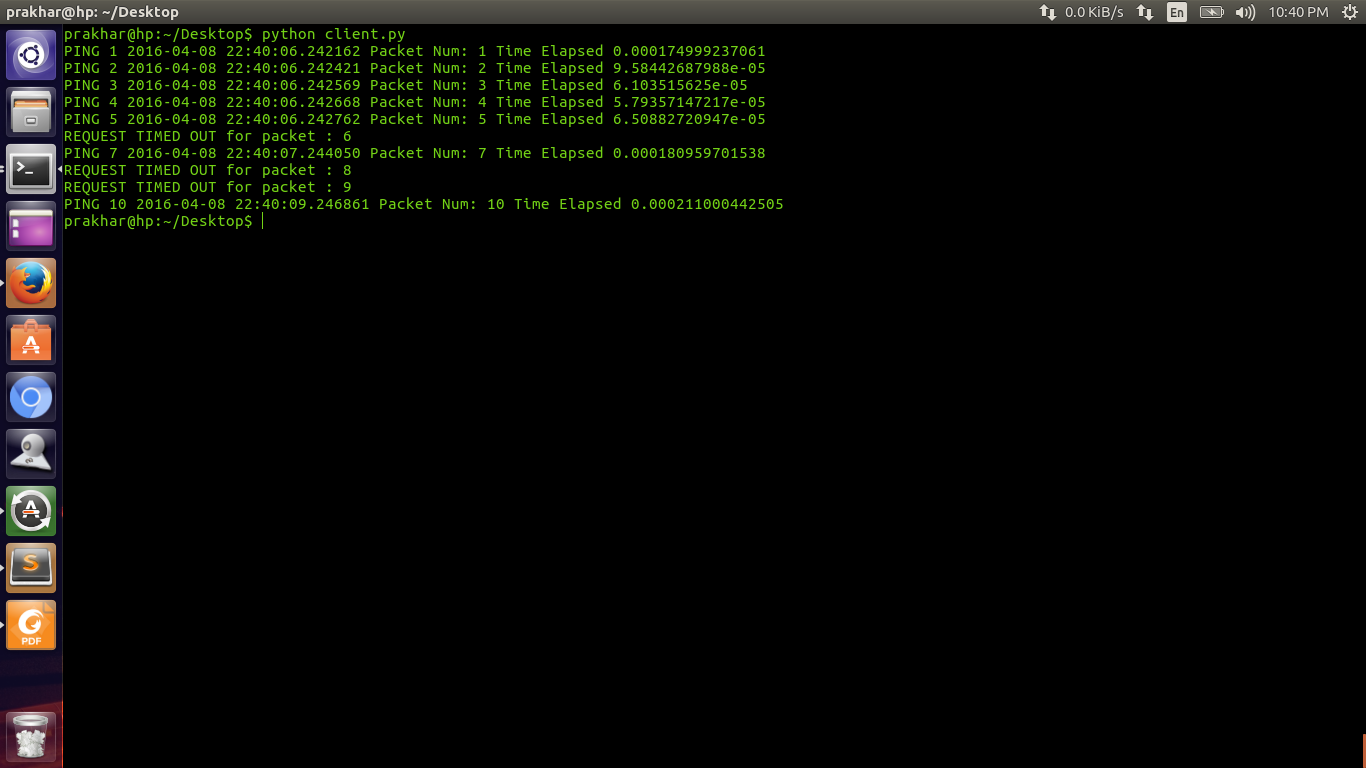 prakhar@hp: ~/Desktop
0.0 KiB/s
En
10:40 PM
prakhar@hp:~/Desktop$ python client.py
PING 1 2016-04-08 22:40:06.242162 Packet Num: 1 Time Elapsed 0.000174999237061
PING 2 2016-04-08 22:40:06.242421 Packet Num: 2 Time Elapsed 9.58442687988e-05
PING 3 2016-04-08 22:40:06.242569 Packet Num: 3 Time Elapsed 6.103515625e-05
PING 4 2016-04-08 22:40:06.242668 Packet Num: 4 Time Elapsed 5.79357147217e-05
PING 5 2016-04-08 22:40:06.242762 Packet Num: 5 Time Elapsed 6.50882720947e-05
REQUEST TIMED OUT for packet : 6
PING 7 2016-04-08 22:40:07.244050 Packet Num: 7 Time Elapsed 0.000180959701538
REQUEST TIMED OUT for packet : 8
REQUEST TIMED OUT for packet : 9
PING 10 2016-04-08 22:40:09.246861 Packet Num: 10 Time Elapsed 0.000211000442505
prakhar@hp:~/Desktop$
>_
A
A
S
PDF